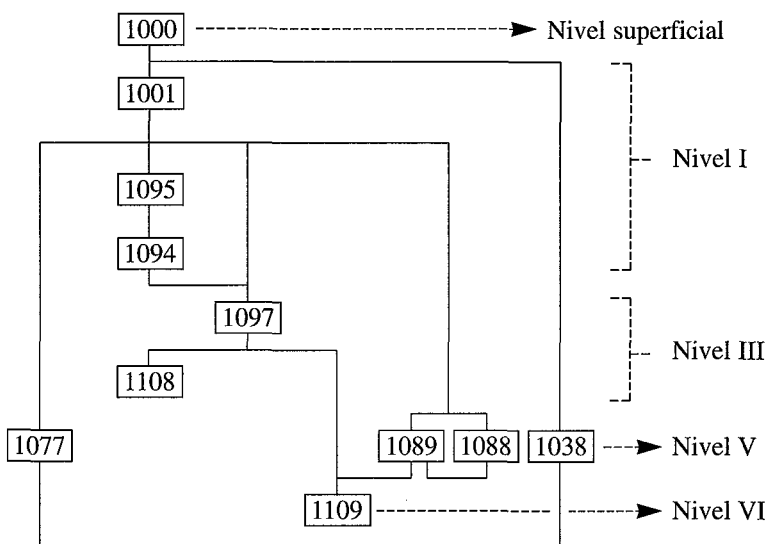 1000 Nivel superficial
1001
Nivel I
1095
1094
1097
Nivel III
1108
1077 1089 1088 1038 Nivel V
1109 Nivel VI